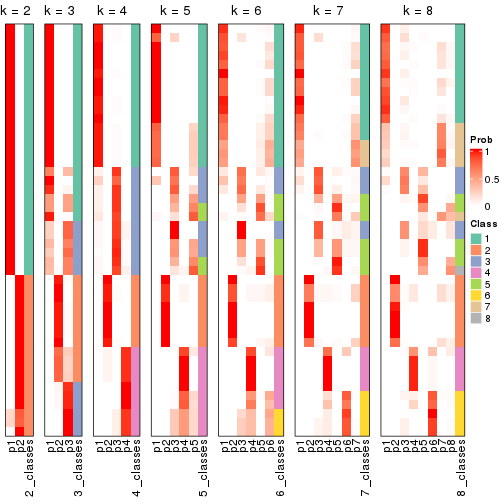 k = 2 k = 3 k = 4 k = 5 k = 6 k = 7 k = 8
Prob
1
0.5
0
Class
1
2
3
4
5
6
7
8
p1 p2 2_classes
p1 p2 p3 3_classes
p1 p2 p3 p4 4_classes
p1 p2 p3 p4 p5 5_classes
p1 p2 p3 p4 p5 p6 6_classes
p1 p2 p3 p4 p5 p6 p7 7_classes
p1 p2 p3 p4 p5 p6 p7 p8 8_classes